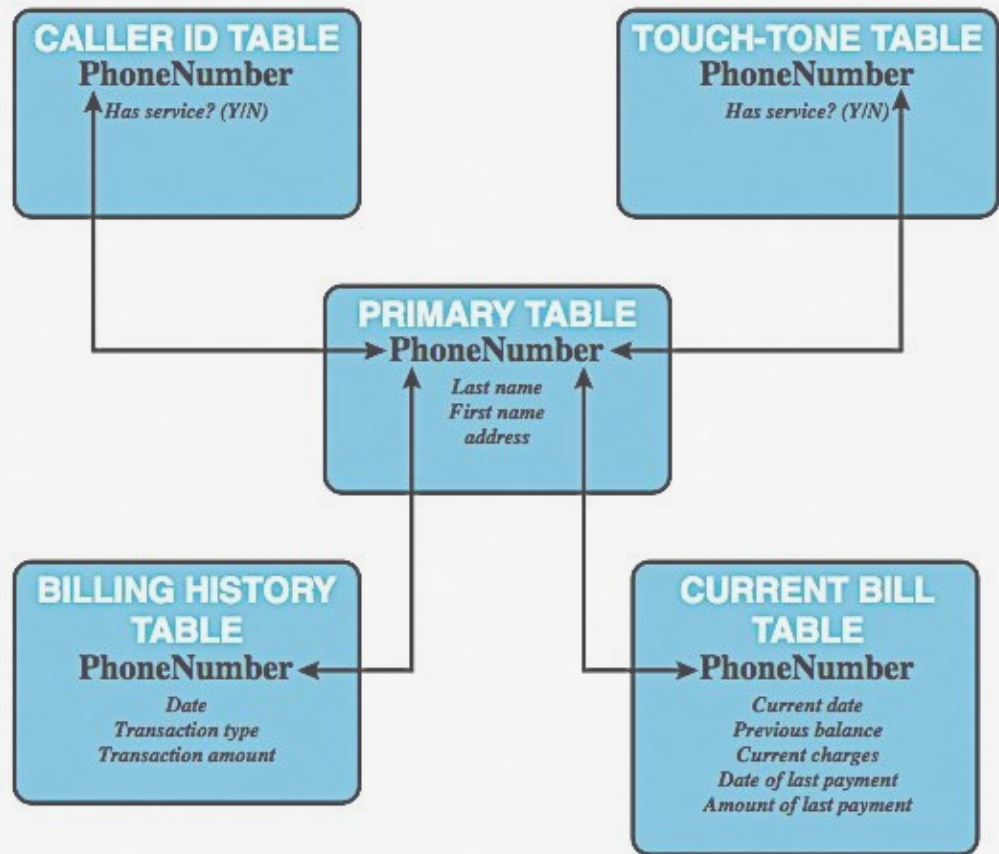 CALLER ID TABLE
PhoneNumber
Has service? (Y/N)
TOUCH-TONE TABLE
PhoneNumber
Has service? (Y/N)
PRIMARY TABLE
PhoneNumber
Last name
First name
address
BILLING HISTORY
TABLE
PhoneNumber
Date
Transaction type
Transaction amount
CURRENT BILL
TABLE
PhoneNumber
Current date
Previous balance
Current charges
Date of last payment
Amount of last payment